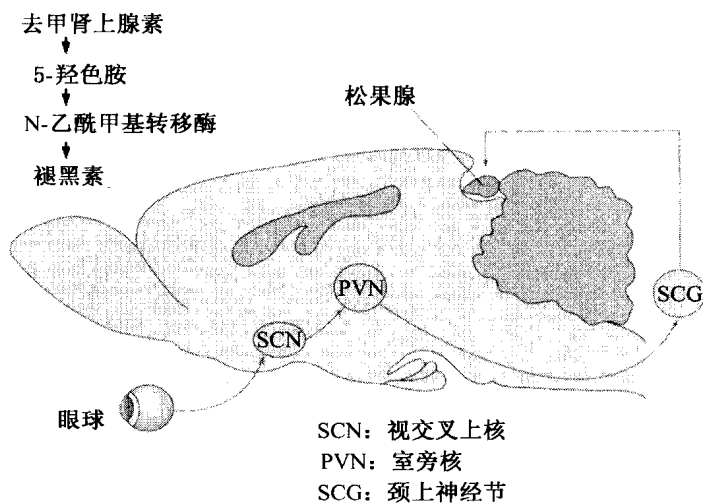 去甲肾上腺素
5-羟色胺
N-乙酰甲基转移酶
褪黑素
松果腺
PVN
SCN
SCG
眼球
SCN：视交叉上核
PVN：室旁核
SCG：颈上神经节